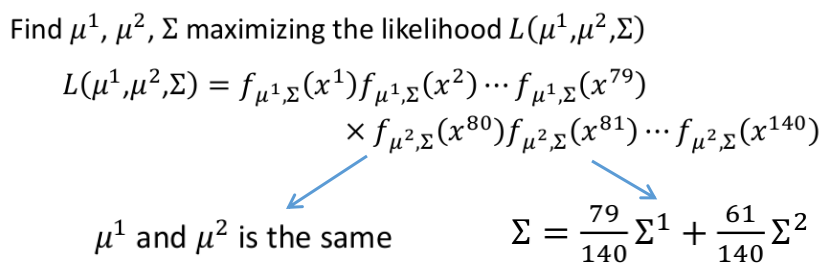 Find μ¹, μ², Σ maximizing the likelihood L(μ¹,μ²,Σ)
L(μ¹,μ²,Σ) = f_{μ¹,Σ}(x¹)f_{μ¹,Σ}(x²) ⋯ f_{μ¹,Σ}(x⁷⁹)
× f_{μ²,Σ}(x⁸⁰)f_{μ²,Σ}(x⁸¹) ⋯ f_{μ²,Σ}(x¹⁴⁰)
μ¹ and μ² is the same
Σ = 79/140 Σ¹ + 61/140 Σ²